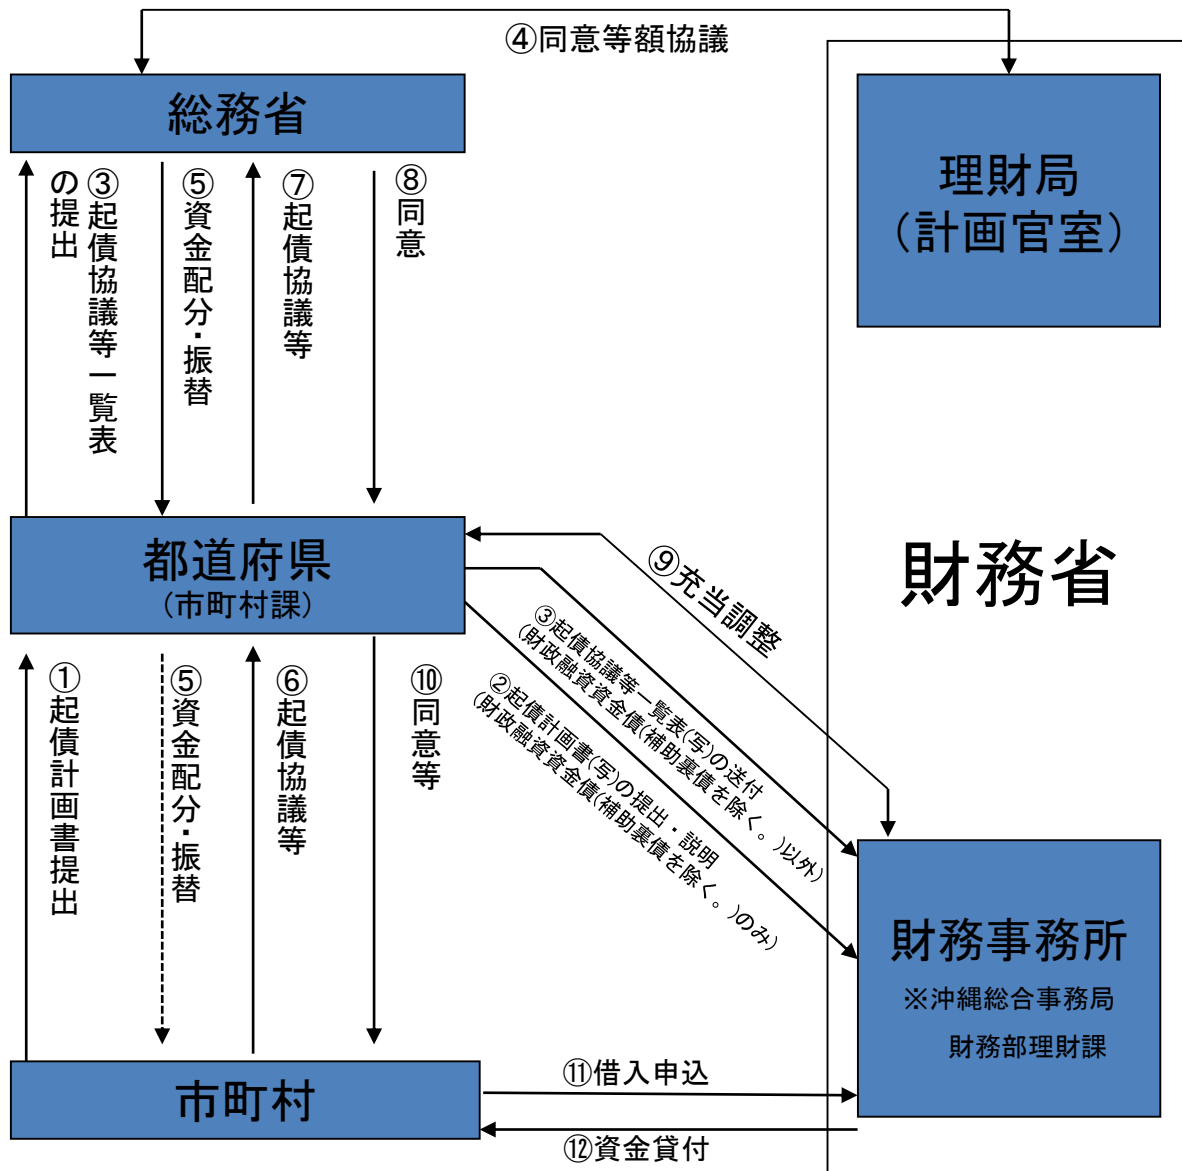 ④同意等額協議
総務省
理財局
（計画官室）
③起債協議等一覧表
の提出
⑤資金配分・振替
⑦起債協議等
⑧同意
都道府県
（市町村課）
財務省
⑨充当調整
③起債協議等一覧表(写)の送付
(財政融資資金債(補助裏債を除く。)以外)
②起債計画書(写)の提出・説明
(財政融資資金債(補助裏債を除く。)のみ)
①起債計画書提出
⑤資金配分・振替
⑥起債協議等
⑩同意等
財務事務所
※沖縄総合事務局
財務部理財課
市町村
⑪借入申込
⑫資金貸付